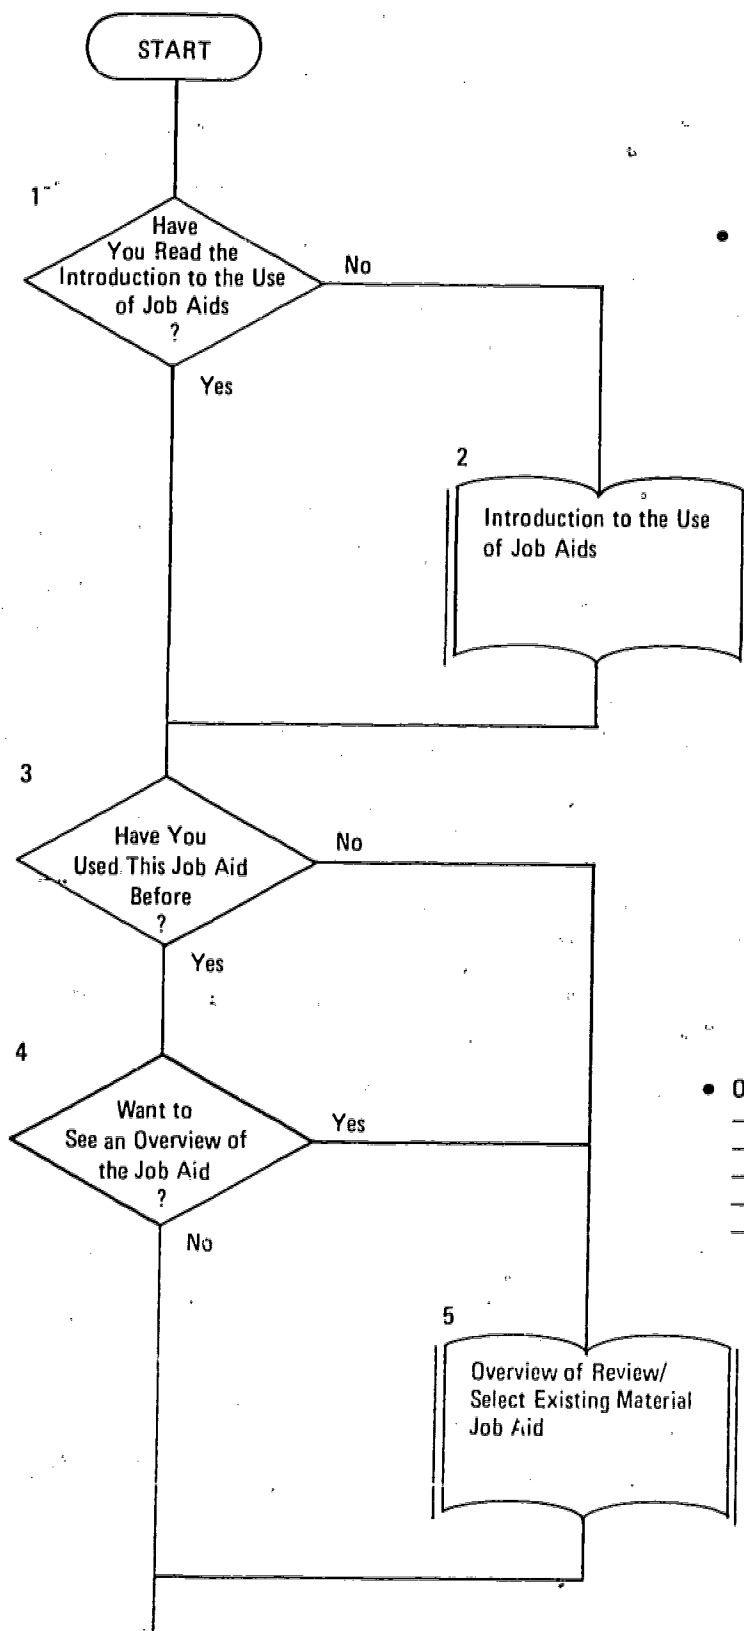 START
1
Have
You Read the
Introduction to the Use
of Job Aids
?
No
Yes
2
Introduction to the Use
of Job Aids
3
Have You
Used This Job Aid
Before
?
No
Yes
4
Want to
See an Overview of
the Job Aid
?
Yes
No
5
Overview of Review/
Select Existing Material
Job Aid